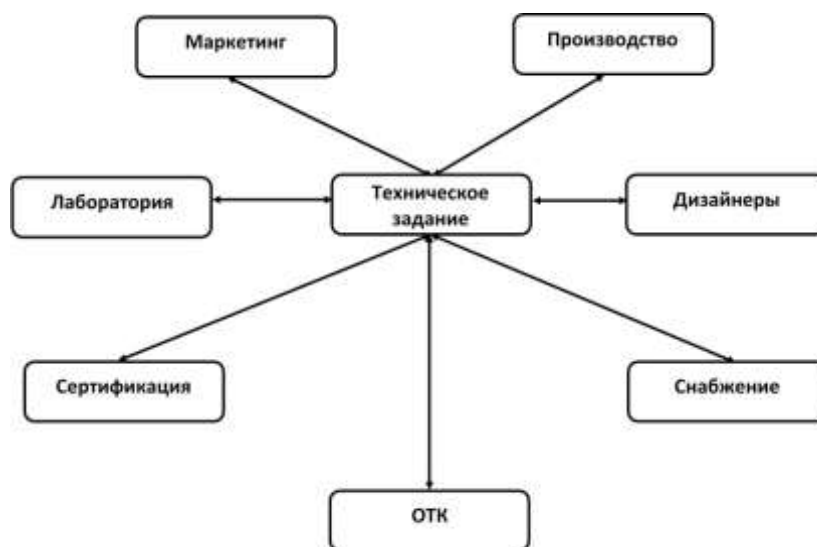 Маркетинг
Производство
Лаборатория
Техническое
задание
Дизайнеры
Сертификация
Снабжение
ОТК